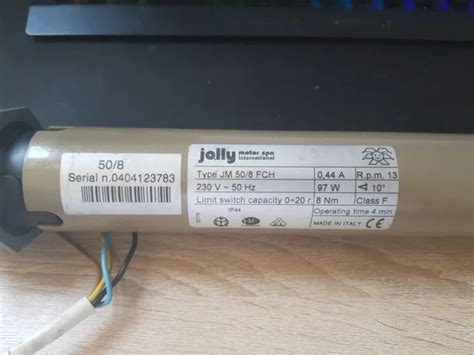 50/8
Serial n.0404123783
jolly motor spa
international
Type JM 50/8 FCH 0,44 A R.p.m. 13
230 V ~ 50 Hz 97 W 10°
Limit switch capacity 0÷20 r. 8 Nm Class F
IP44 Operating time 4 min
MADE IN ITALY CE